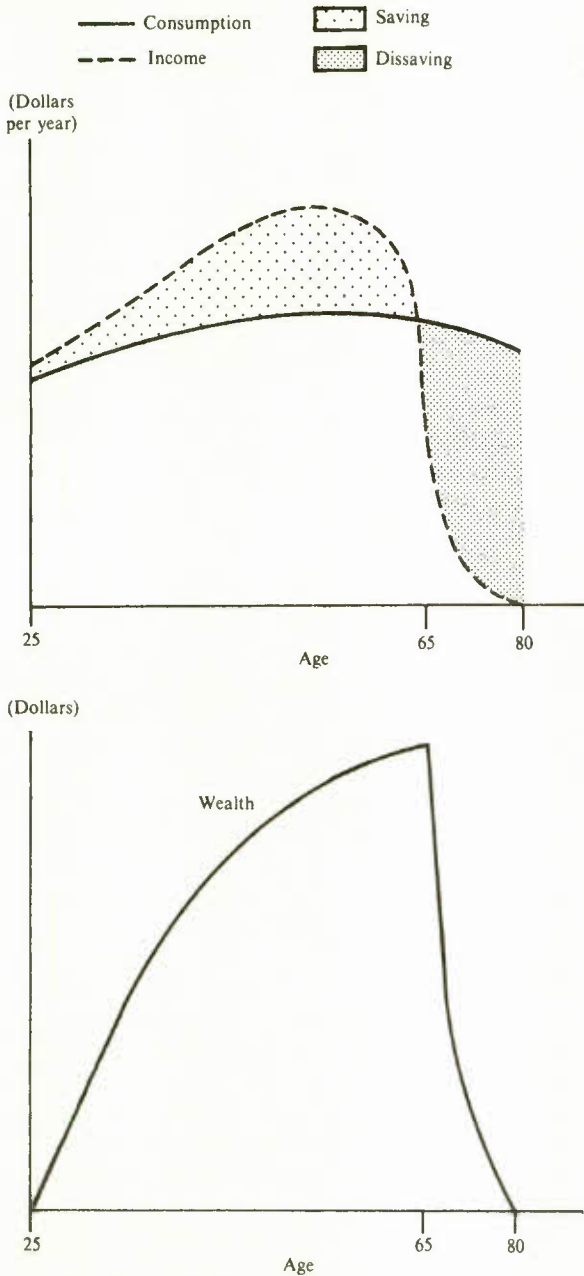 Consumption
Saving
Income
Dissaving
(Dollars
per year)
25
65
80
Age
(Dollars)
Wealth
25
65
80
Age